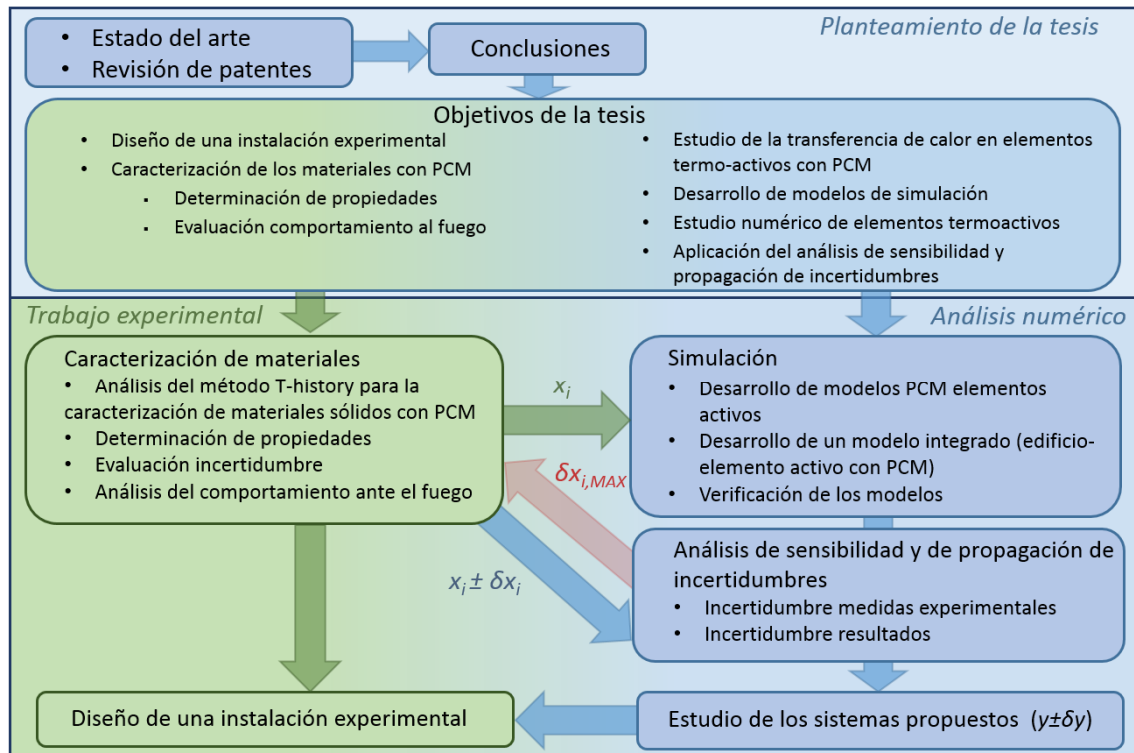 Planteamiento de la tesis
• Estado del arte
• Revisión de patentes
Conclusiones
Objetivos de la tesis
• Diseño de una instalación experimental
• Caracterización de los materiales con PCM
▪ Determinación de propiedades
▪ Evaluación comportamiento al fuego
• Estudio de la transferencia de calor en elementos
termo-activos con PCM
• Desarrollo de modelos de simulación
• Estudio numérico de elementos termoactivos
• Aplicación del análisis de sensibilidad y
propagación de incertidumbres
Trabajo experimental
Análisis numérico
Caracterización de materiales
• Análisis del método T-history para la
caracterización de materiales sólidos con PCM
• Determinación de propiedades
• Evaluación incertidumbre
• Análisis del comportamiento ante el fuego
x_i
δx_{i,MAX}
x_i ± δx_i
Simulación
• Desarrollo de modelos PCM elementos
activos
• Desarrollo de un modelo integrado (edificio-
elemento activo con PCM)
• Verificación de los modelos
Análisis de sensibilidad y de propagación de
incertidumbres
• Incertidumbre medidas experimentales
• Incertidumbre resultados
Diseño de una instalación experimental
Estudio de los sistemas propuestos (y±δy)